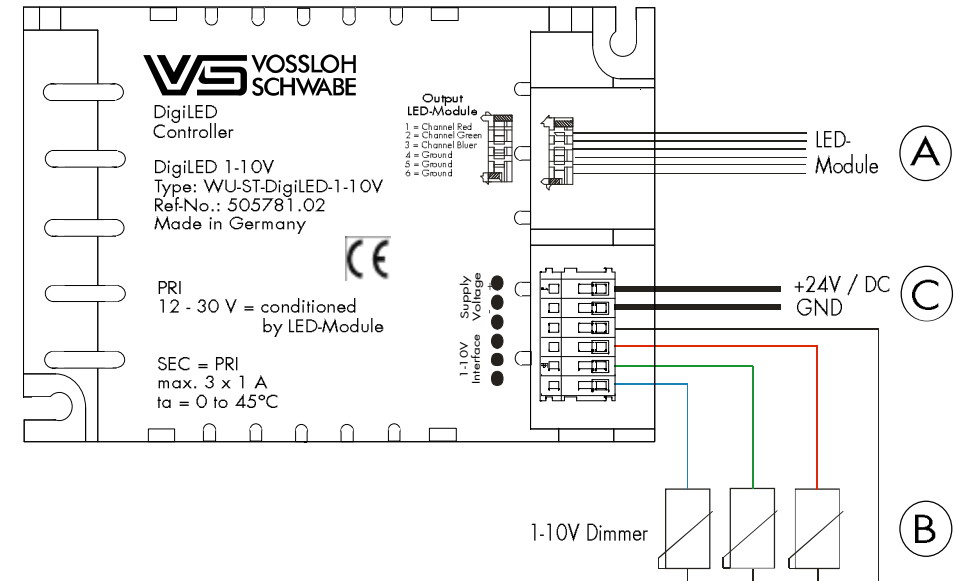 VS VOSSLOH
SCHWABE
DigiLED
Controller
DigiLED 1-10V
Type: WU-ST-DigiLED-1-10V
Ref-No.: 505781.02
Made in Germany
CE
PRI
12 - 30 V = conditioned
by LED-Module
SEC = PRI
max. 3 x 1 A
ta = 0 to 45°C
Output
LED-Module
1 = Channel Red
2 = Channel Green
3 = Channel Bluer
4 = Ground
5 = Ground
6 = Ground
Supply
Voltage
+
-
1-10V
Interface
LED-
Module
A
+24V / DC
GND
C
1-10V Dimmer
B